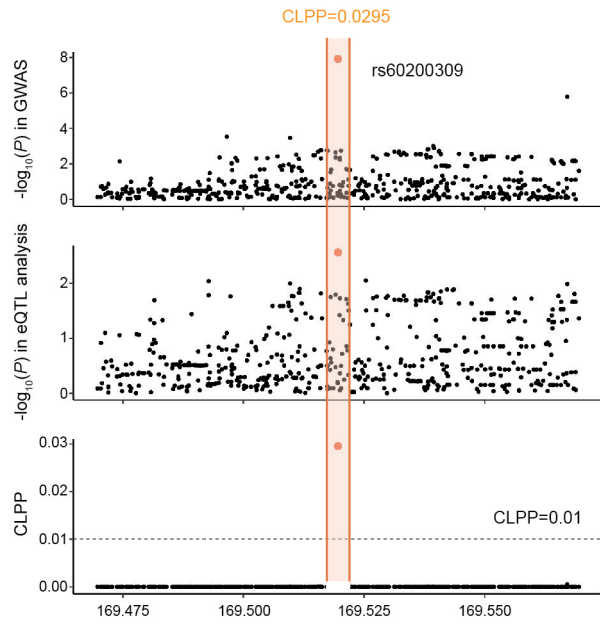 CLPP=0.0295
rs60200309
-log10(P) in GWAS
8
6
4
2
0
-log10(P) in eQTL analysis
2
1
0
CLPP
0.03
0.02
0.01
0.00
CLPP=0.01
169.475 169.500 169.525 169.550